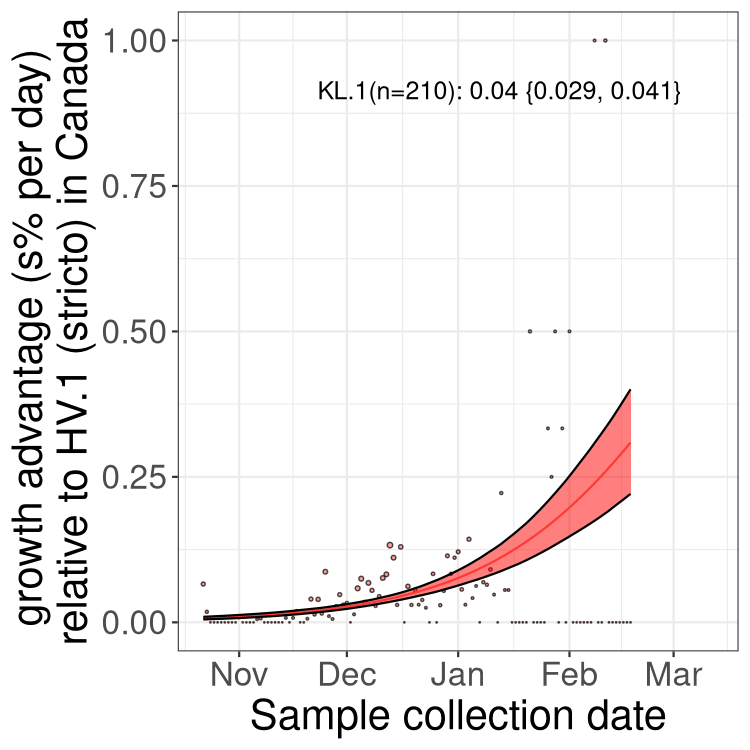 growth advantage (s% per day)
relative to HV.1 (stricto) in Canada
1.00
0.75
0.50
0.25
0.00
KL.1(n=210): 0.04 {0.029, 0.041}
Nov Dec Jan Feb Mar
Sample collection date